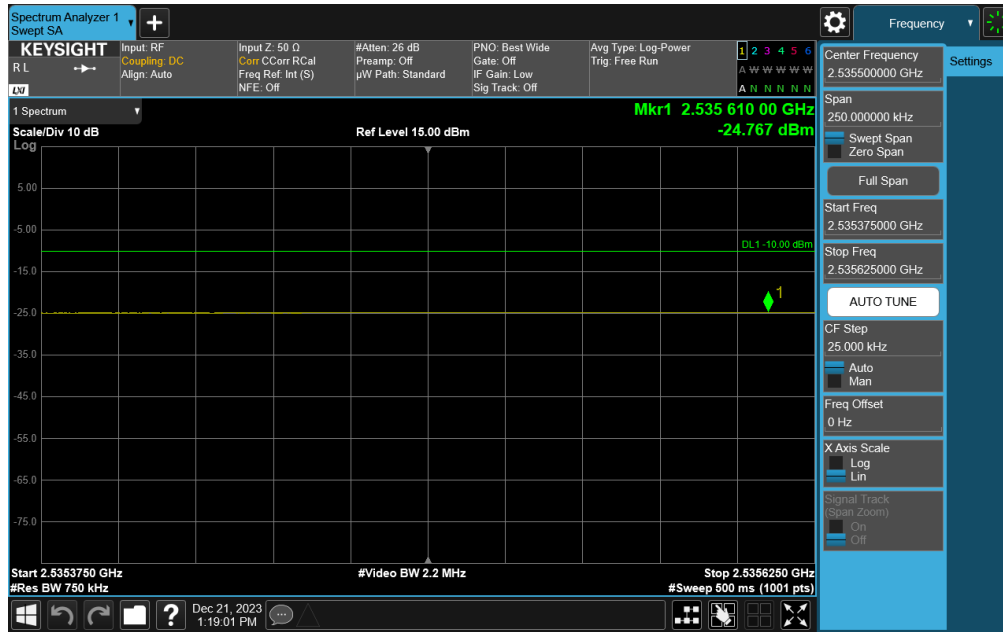 Spectrum Analyzer 1
Swept SA
Frequency
KEYSIGHT
R L
LXI
Input: RF
Coupling: DC
Align: Auto
Input Z: 50 Ω
Corr CCorr RCal
Freq Ref: Int (S)
NFE: Off
#Atten: 26 dB
Preamp: Off
µW Path: Standard
PNO: Best Wide
Gate: Off
IF Gain: Low
Sig Track: Off
Avg Type: Log-Power
Trig: Free Run
1 2 3 4 5 6
A W W W W W
A N N N N N
1 Spectrum
Mkr1 2.535 610 00 GHz
-24.767 dBm
Scale/Div 10 dB
Ref Level 15.00 dBm
Log
5.00
-5.00
DL1 -10.00 dBm
-15.0
1
-25.0
-35.0
-45.0
-55.0
-65.0
-75.0
Start 2.5353750 GHz
#Video BW 2.2 MHz
Stop 2.5356250 GHz
#Res BW 750 kHz
#Sweep 500 ms (1001 pts)
Dec 21, 2023
1:19:01 PM
Center Frequency
2.535500000 GHz
Settings
Span
250.000000 kHz
Swept Span
Zero Span
Full Span
Start Freq
2.535375000 GHz
Stop Freq
2.535625000 GHz
AUTO TUNE
CF Step
25.000 kHz
Auto
Man
Freq Offset
0 Hz
X Axis Scale
Log
Lin
Signal Track
(Span Zoom)
On
Off